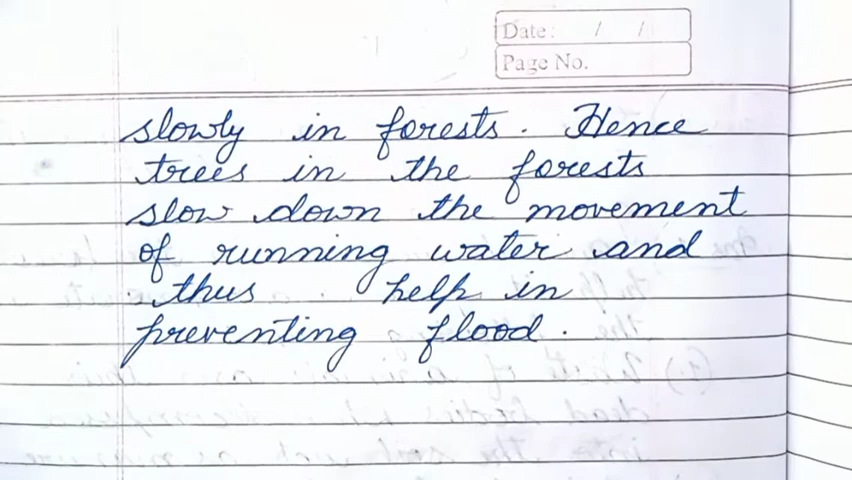 Date: / /
Page No.
slowly in forests. Hence
trees in the forests
slow down the movement
of running water and
thus help in
preventing flood.